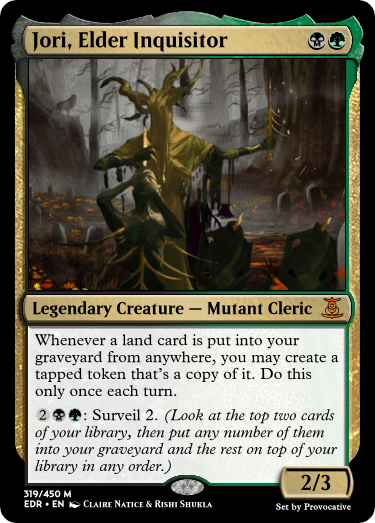 Jori, Elder Inquisitor
Legendary Creature — Mutant Cleric
Whenever a land card is put into your
graveyard from anywhere, you may create a
tapped token that's a copy of it. Do this
only once each turn.
2: Surveil 2. (Look at the top two cards
of your library, then put any number of them
into your graveyard and the rest on top of your
library in any order.)
2/3
319/450 M
EDR • EN Claire Natice & Rishi Shukla
Set by Provocative